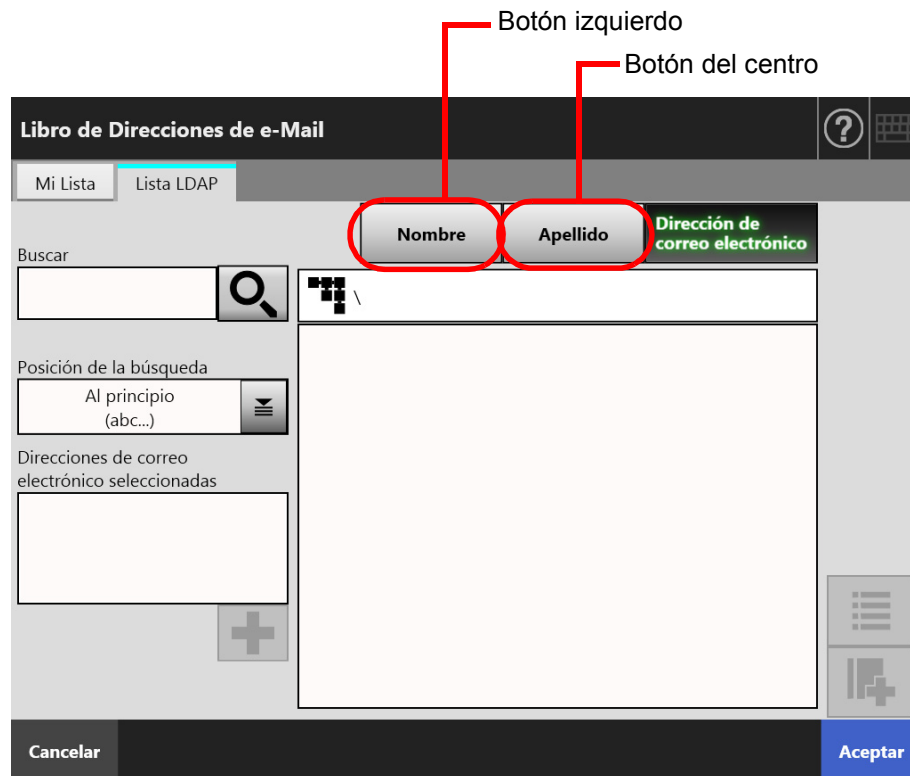 Botón izquierdo
Botón del centro
Libro de Direcciones de e-Mail
?
Mi Lista
Lista LDAP
Nombre
Apellido
Dirección de
correo electrónico
Buscar
\
Posición de la búsqueda
Al principio
(abc...)
Direcciones de correo
electrónico seleccionadas
Cancelar
Aceptar